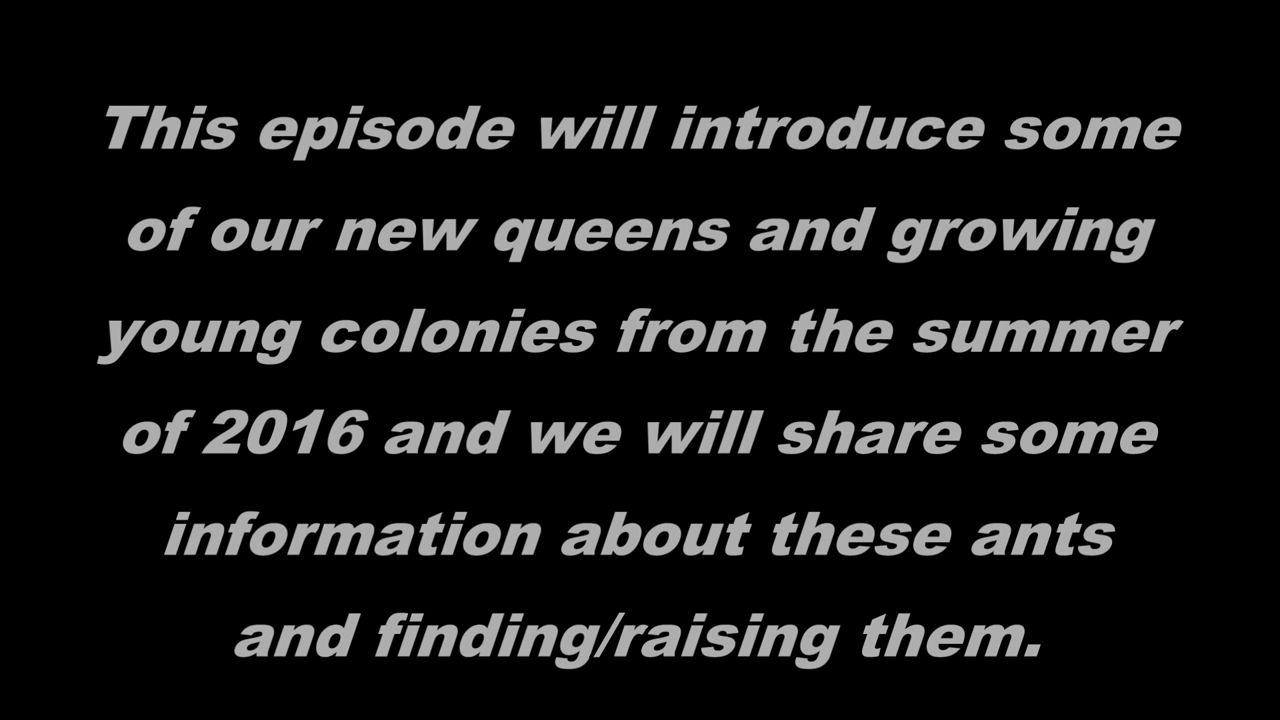 This episode will introduce some
of our new queens and growing
young colonies from the summer
of 2016 and we will share some
information about these ants
and finding/raising them.